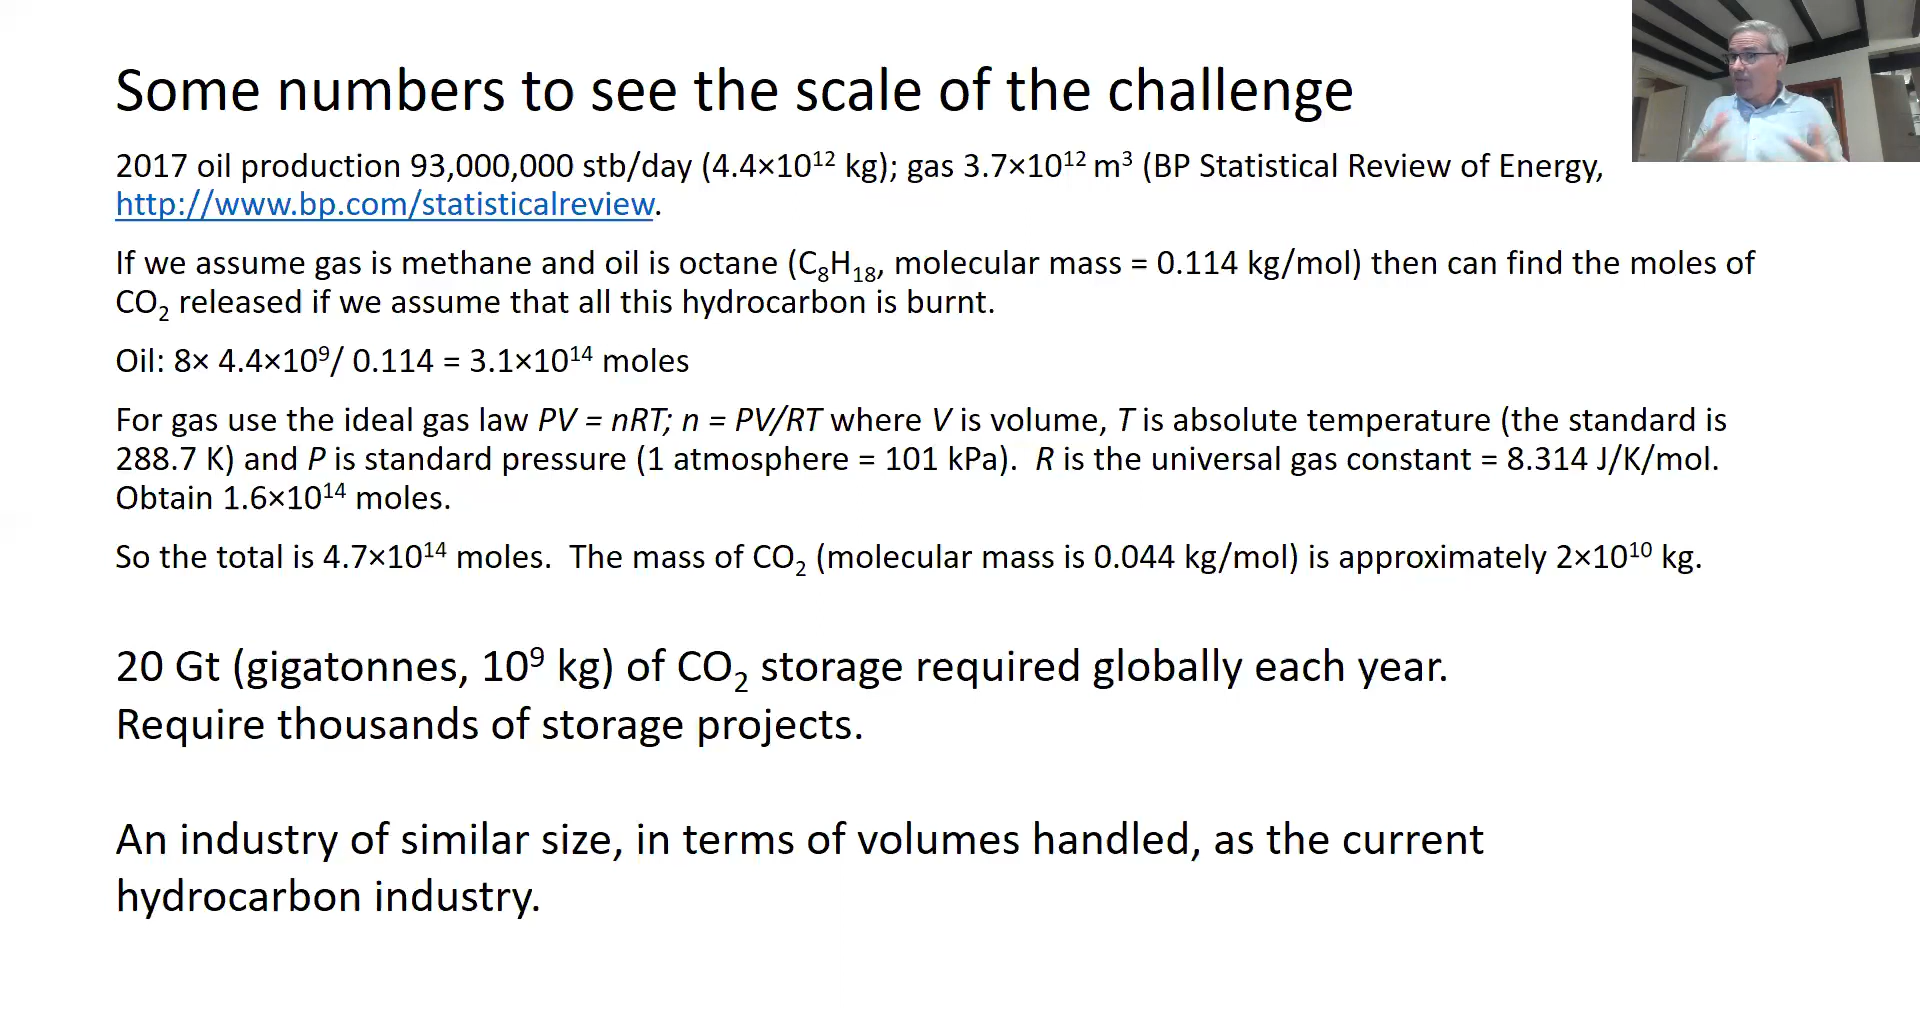 Some numbers to see the scale of the challenge
2017 oil production 93,000,000 stb/day (4.4×10¹² kg); gas 3.7×10¹² m³ (BP Statistical Review of Energy,
http://www.bp.com/statisticalreview.
If we assume gas is methane and oil is octane (C₈H₁₈, molecular mass = 0.114 kg/mol) then can find the moles of
CO₂ released if we assume that all this hydrocarbon is burnt.
Oil: 8× 4.4×10⁹/ 0.114 = 3.1×10¹⁴ moles
For gas use the ideal gas law PV = nRT; n = PV/RT where V is volume, T is absolute temperature (the standard is
288.7 K) and P is standard pressure (1 atmosphere = 101 kPa).  R is the universal gas constant = 8.314 J/K/mol.
Obtain 1.6×10¹⁴ moles.
So the total is 4.7×10¹⁴ moles.  The mass of CO₂ (molecular mass is 0.044 kg/mol) is approximately 2×10¹⁰ kg.
20 Gt (gigatonnes, 10⁹ kg) of CO₂ storage required globally each year.
Require thousands of storage projects.
An industry of similar size, in terms of volumes handled, as the current
hydrocarbon industry.